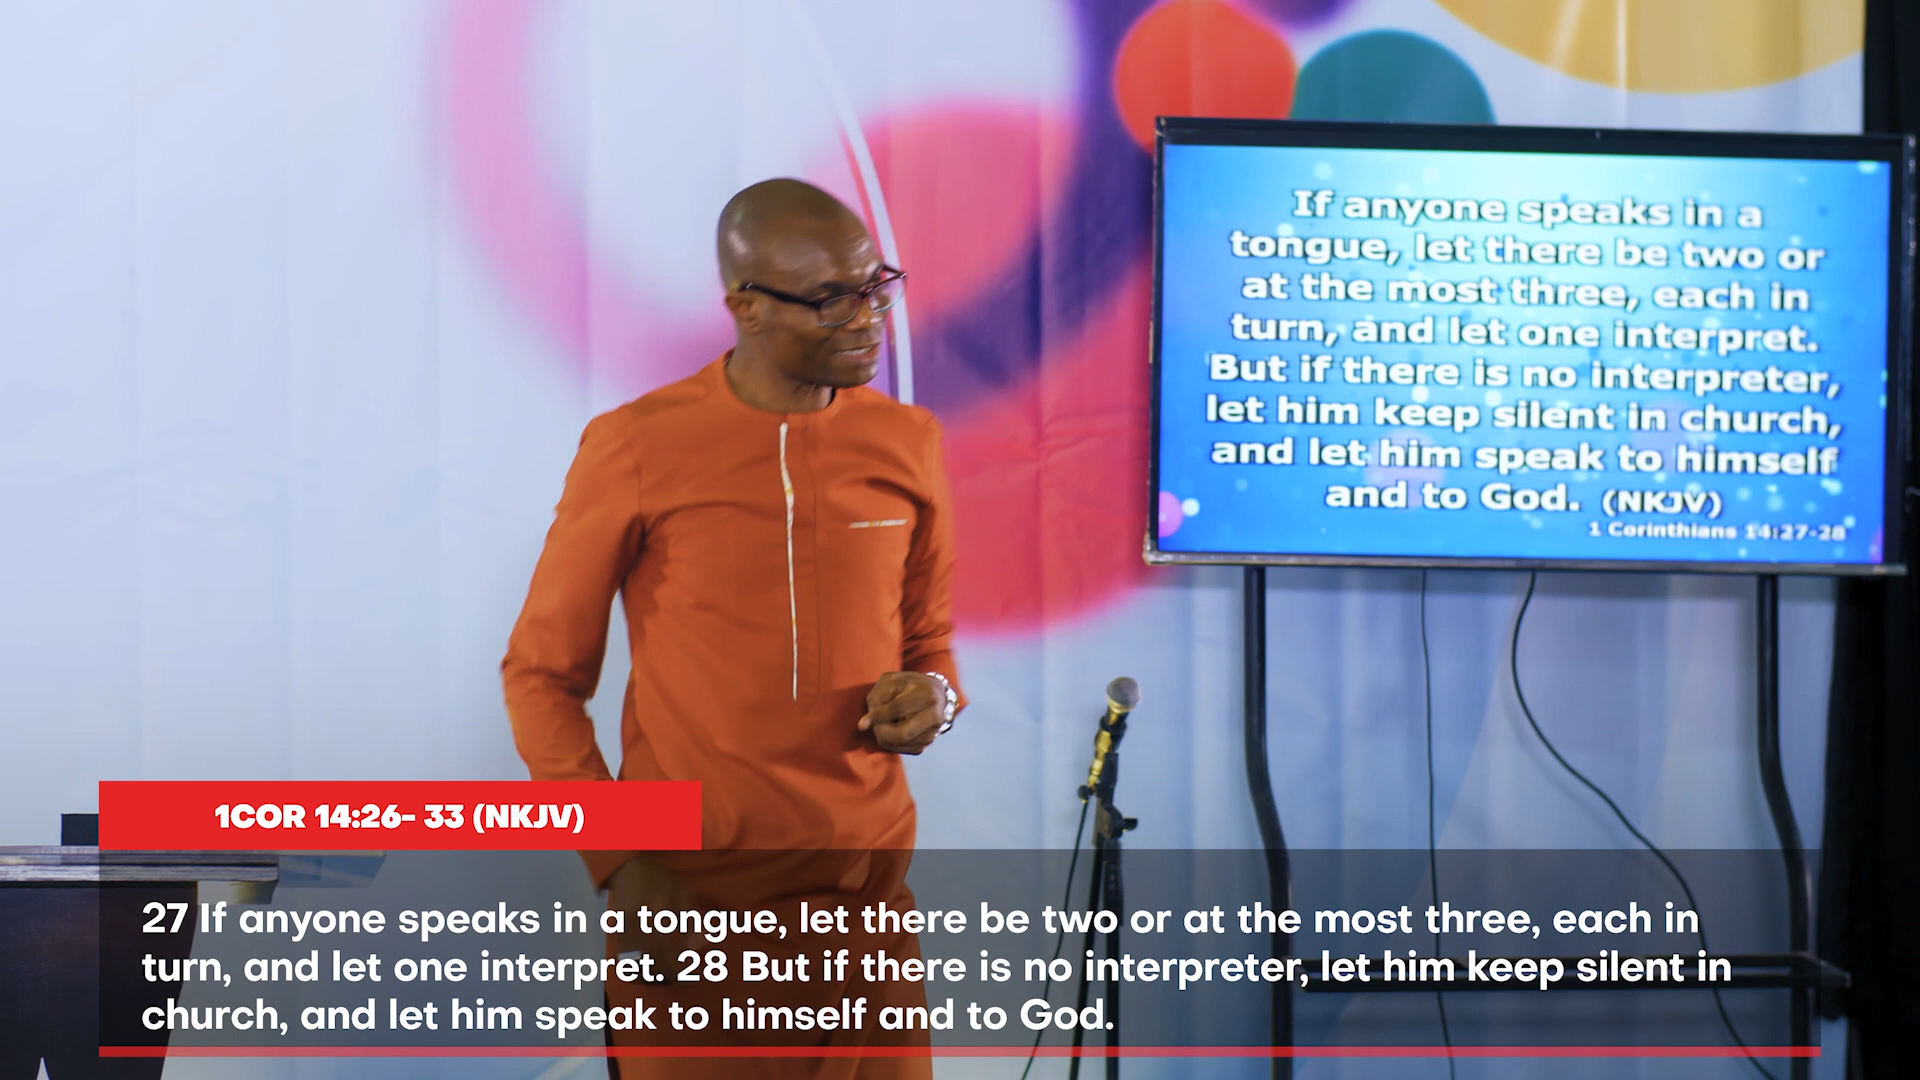 If anyone speaks in a
tongue, let there be two or
at the most three, each in
turn, and let one interpret.
But if there is no interpreter,
let him keep silent in church,
and let him speak to himself
and to God. (NKJV)
1 Corinthians 14:27-28
1COR 14:26- 33 (NKJV)
27 If anyone speaks in a tongue, let there be two or at the most three, each in
turn, and let one interpret. 28 But if there is no interpreter, let him keep silent in
church, and let him speak to himself and to God.